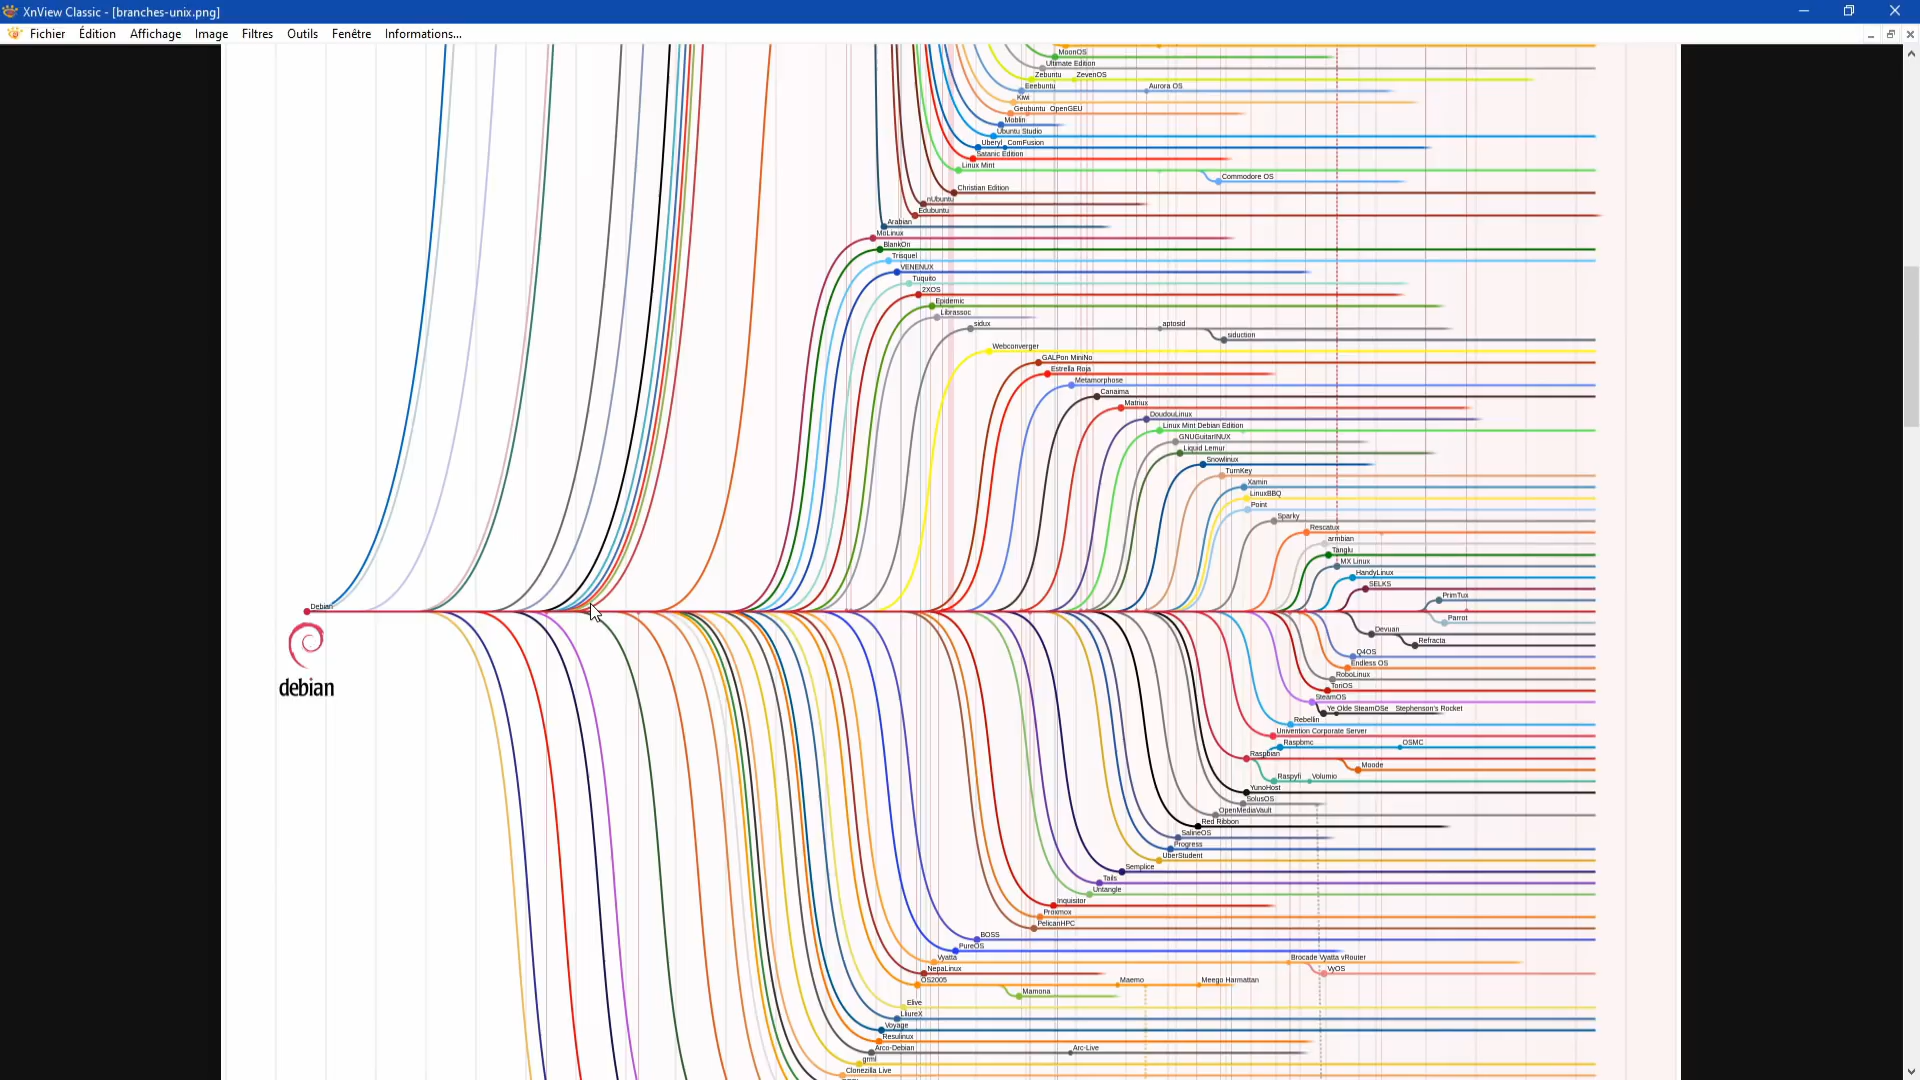 XnView Classic - [branches-unix.png]
Fichier Édition Affichage Image Filtres Outils Fenêtre Informations...
MoonOS
Ultimate Edition
Zebuntu ZevenOS
Eeebuntu Aurora OS
Kiwi
Geubuntu OpenGEU
Moblin
Ubuntu Studio
Uberyl ComFusion
Satanic Edition
Linux Mint
Commodore OS
Christian Edition
nUbuntu
Edubuntu
Arabian
MoLinux
BlankOn
Trisquel
VENENUX
Tuquito
2XOS
Epidemic
Librassoc
sidux aptosid
siduction
Webconverger
GALPon MiniNo
Estrella Roja
Metamorphose
Canaima
Matriux
DoudouLinux
Linux Mint Debian Edition
GNUGuitarINUX
Liquid Lemur
Snowlinux
TurnKey
Xamin
LinuxBBQ
Point
Sparky
Rescatux
armbian
Tanglu
MX Linux
HandyLinux
SELKS
PrimTux
Debian
Parrot
Devuan
Refracta
Q4OS
Endless OS
RoboLinux
ToriOS
SteamOS
Ye Olde SteamOSe Stephenson's Rocket
Rebellin
Univention Corporate Server
Raspbmc OSMC
Raspbian
Moode
Raspyfi Volumio
YunoHost
SolusOS
OpenMediaVault
Red Ribbon
SalineOS
Progress
UberStudent
Semplice
Tails
Untangle
Inquisitor
Proxmox
PelicanHPC
BOSS
PureOS
Vyatta Brocade Vyatta vRouter
NepaLinux VyOS
OS2005 Maemo Meego Harmattan
Mamona
Elive
LliureX
Voyage
Resulinux
Arco-Debian Arc-Live
grml
Clonezilla Live
debian